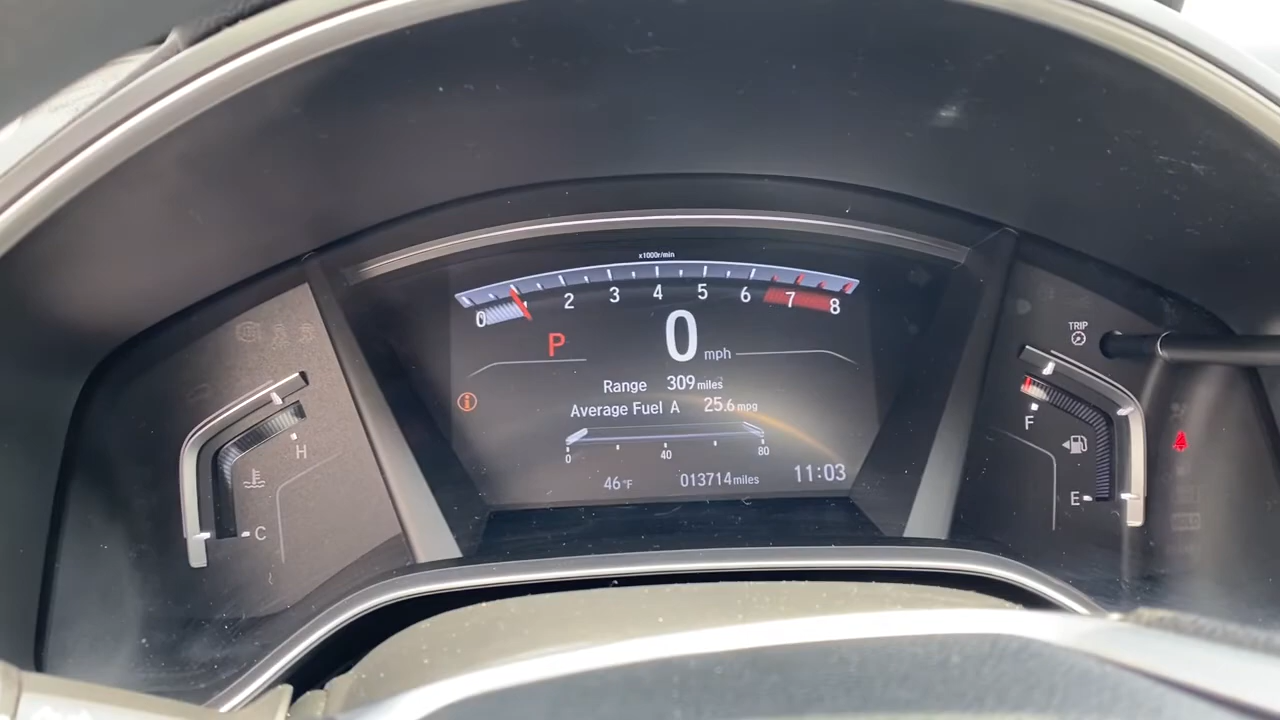 x1000r/min
0 2 3 4 5 6 7 8
P
0 mph
TRIP
Range 309 miles
Average Fuel A 25.6 mpg
0 40 80
46°F 013714 miles 11:03
H
C
F
E
HOLD